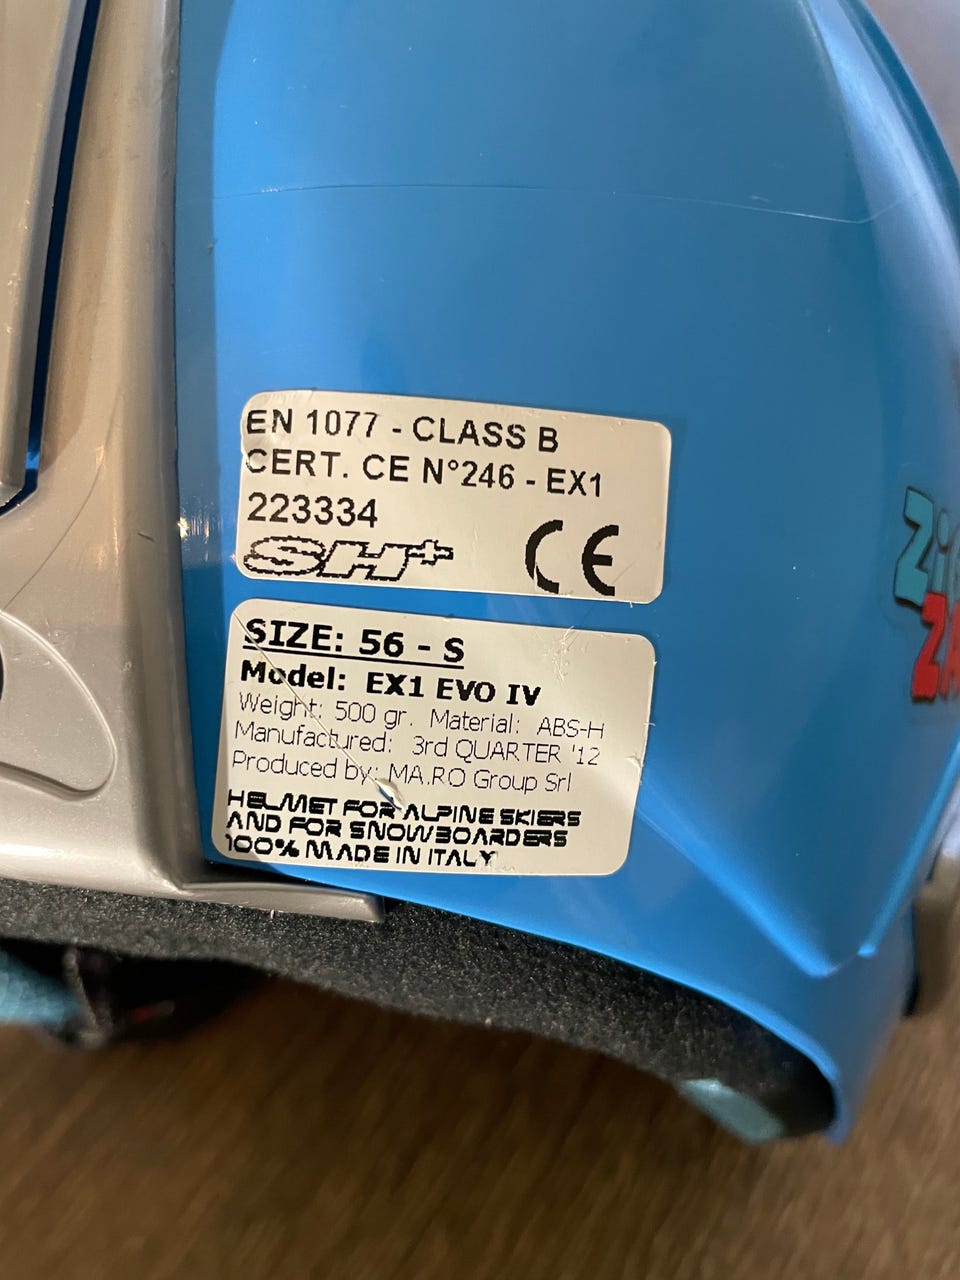 EN 1077 - CLASS B
CERT. CE N°246 - EX1
223334
SH+ CE
SIZE: 56 - S
Model: EX1 EVO IV
Weight: 500 gr. Material: ABS-H
Manufactured: 3rd QUARTER '12
Produced by: MA.RO Group Srl
HELMET FOR ALPINE SKIERS
AND FOR SNOWBOARDERS
100% MADE IN ITALY